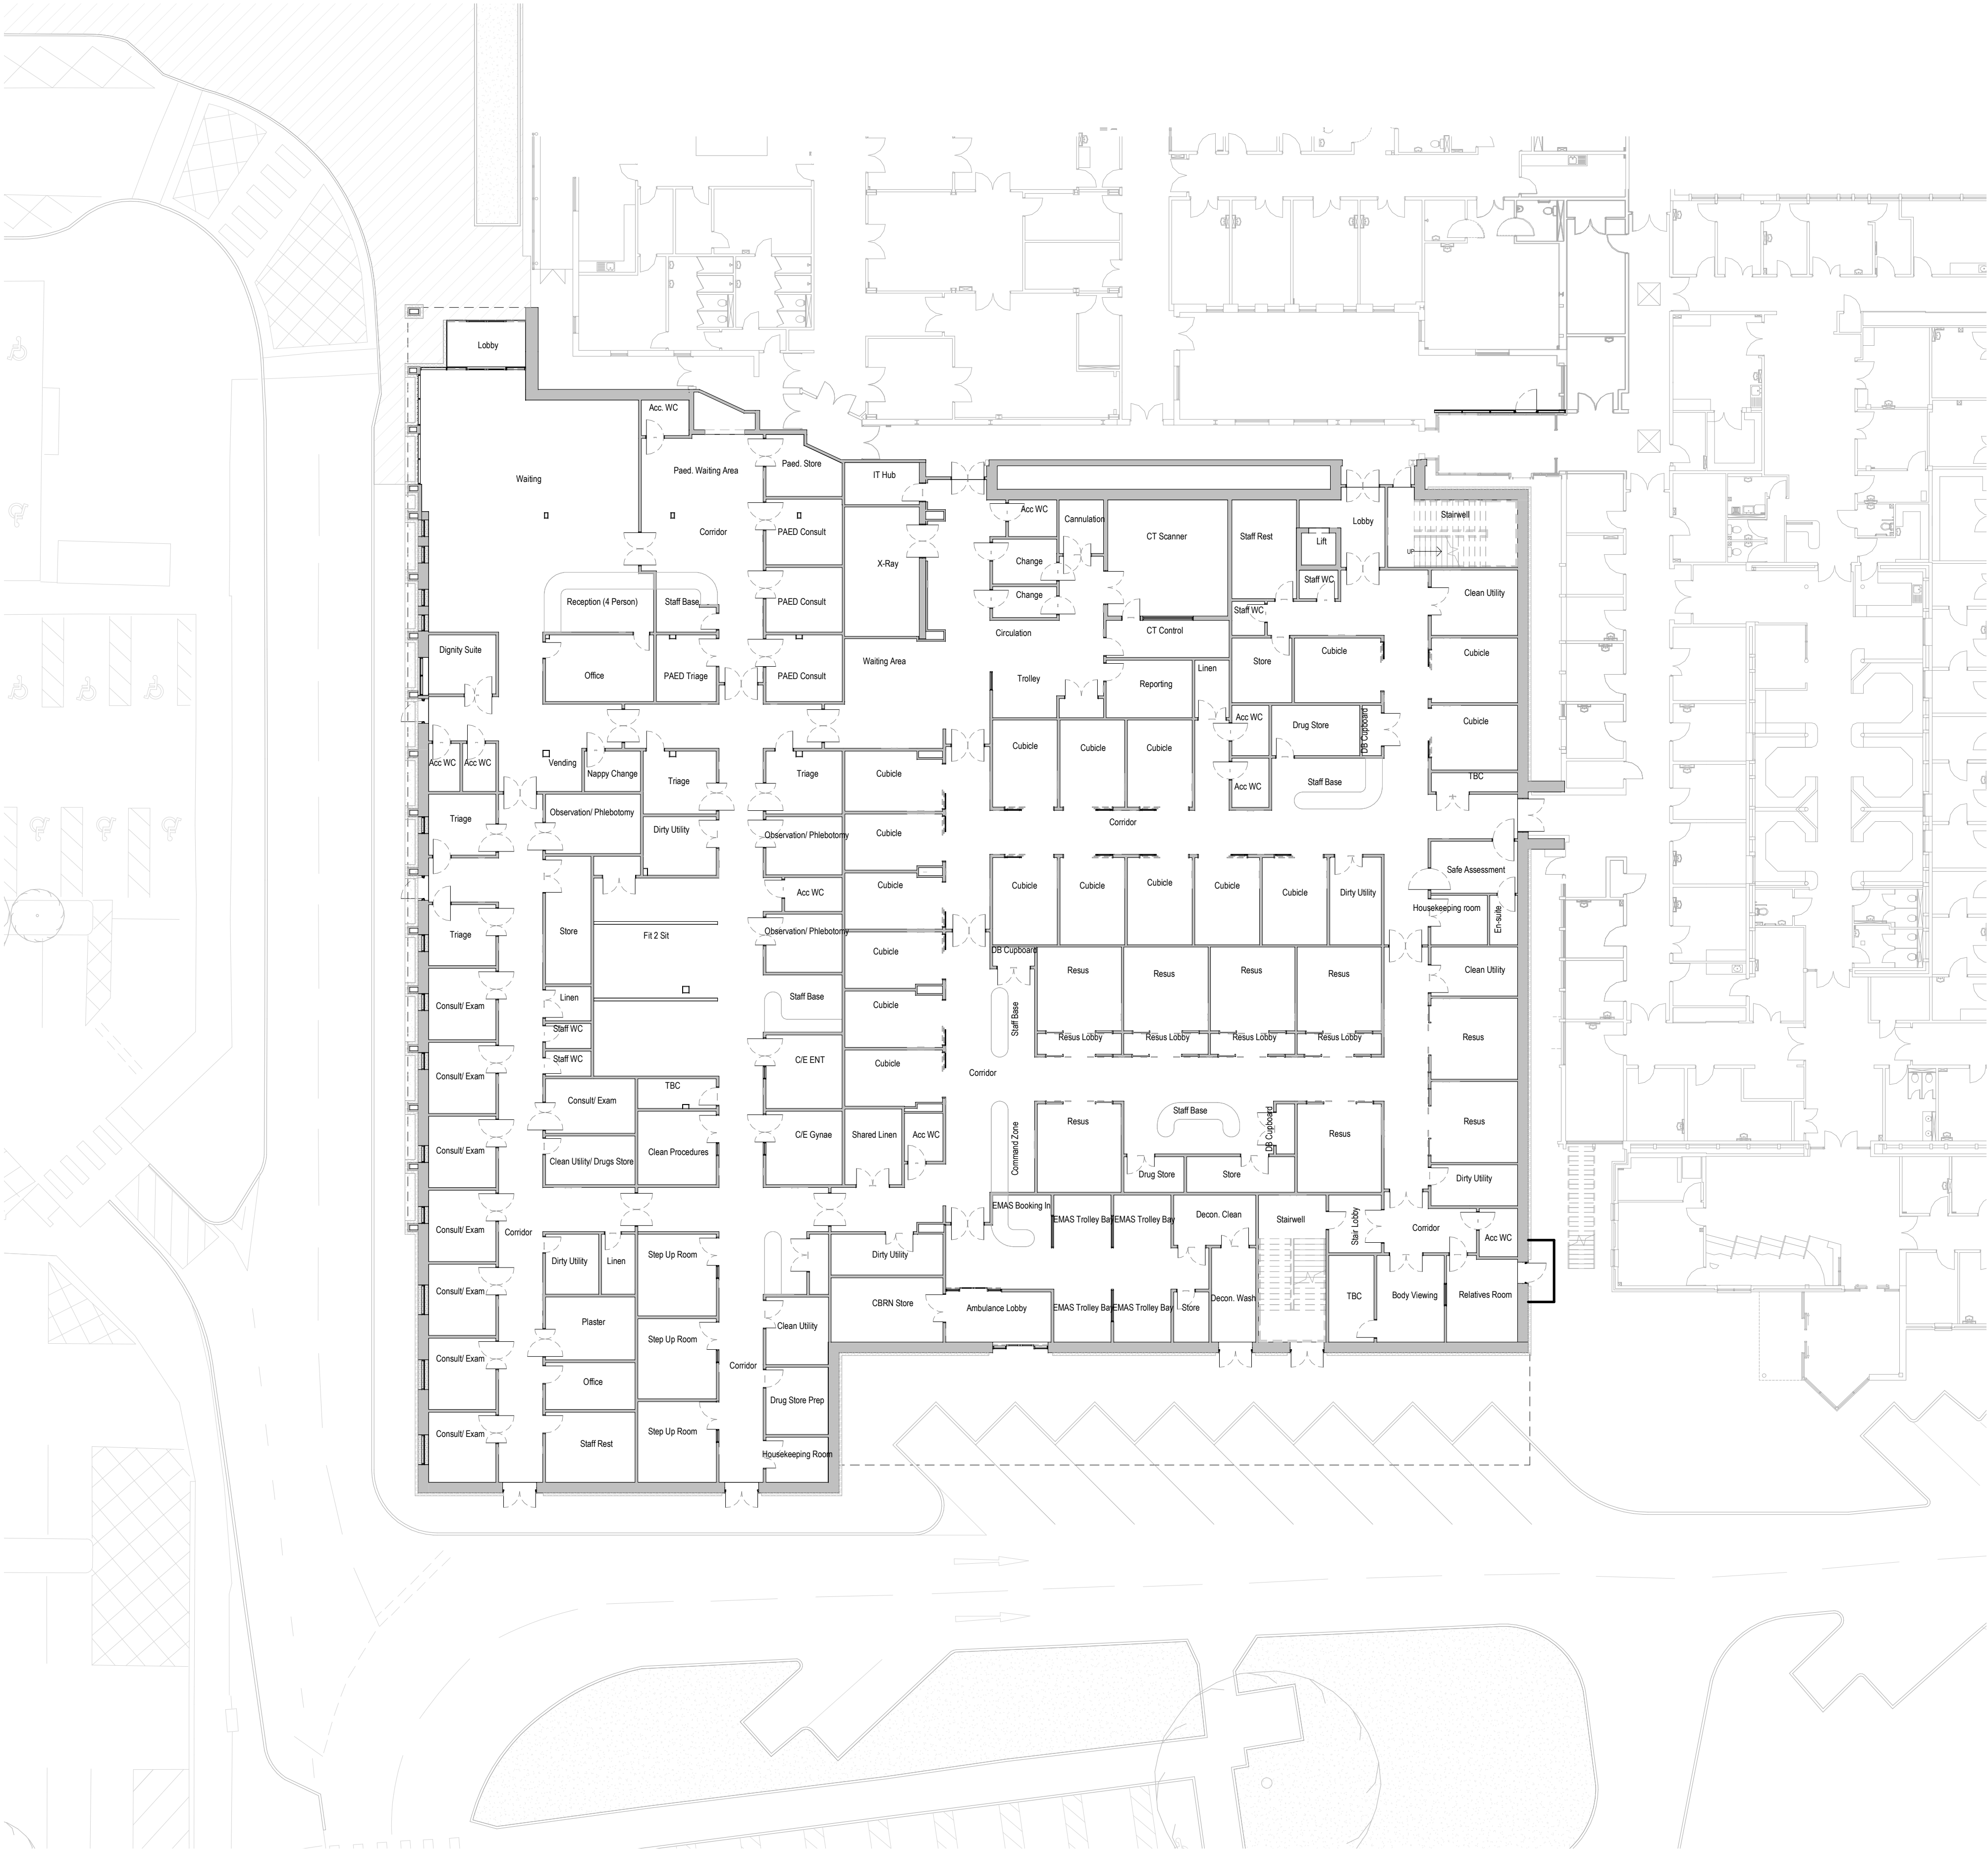 Lobby
Acc. WC
Waiting
Paed. Waiting Area
Paed. Store
IT Hub
Corridor
PAED Consult
X-Ray
Acc WC
Cannulation
CT Scanner
Staff Rest
Lobby
Lift
Stairwell
UP
Change
Change
Staff WC
Clean Utility
Reception (4 Person)
Staff Base
PAED Consult
Staff WC
CT Control
Circulation
Dignity Suite
Office
PAED Triage
PAED Consult
Waiting Area
Trolley
Reporting
Linen
Store
Cubicle
Cubicle
Acc WC
Drug Store
DB Cupboard
Cubicle
Acc WC
Acc WC
Vending
Nappy Change
Triage
Triage
Cubicle
Cubicle
Cubicle
Cubicle
Acc WC
Staff Base
TBC
Triage
Observation/ Phlebotomy
Dirty Utility
Observation/ Phlebotomy
Cubicle
Corridor
Safe Assessment
Acc WC
Cubicle
Cubicle
Cubicle
Cubicle
Cubicle
Cubicle
Dirty Utility
Housekeeping room
En-suite
Triage
Store
Fit 2 Sit
Observation/ Phlebotomy
Cubicle
DB Cupboard
Resus
Resus
Resus
Resus
Clean Utility
Consult/ Exam
Linen
Staff Base
Cubicle
Staff Base
Staff WC
Resus Lobby
Resus Lobby
Resus Lobby
Resus Lobby
Resus
Consult/ Exam
Staff WC
C/E ENT
Cubicle
Corridor
TBC
Consult/ Exam
Staff Base
DB Cupboard
Consult/ Exam
Clean Utility/ Drugs Store
Clean Procedures
C/E Gynae
Shared Linen
Acc WC
Command Zone
Resus
Resus
Resus
Drug Store
Store
Dirty Utility
Consult/ Exam
Corridor
EMAS Booking In
EMAS Trolley Bay
EMAS Trolley Bay
Decon. Clean
Stairwell
Stair Lobby
Corridor
Acc WC
Dirty Utility
Linen
Step Up Room
Dirty Utility
Consult/ Exam
Plaster
CBRN Store
Ambulance Lobby
EMAS Trolley Bay
EMAS Trolley Bay
Store
Decon. Wash
TBC
Body Viewing
Relatives Room
Clean Utility
Step Up Room
Consult/ Exam
Office
Corridor
Drug Store Prep
Consult/ Exam
Staff Rest
Step Up Room
Housekeeping Room